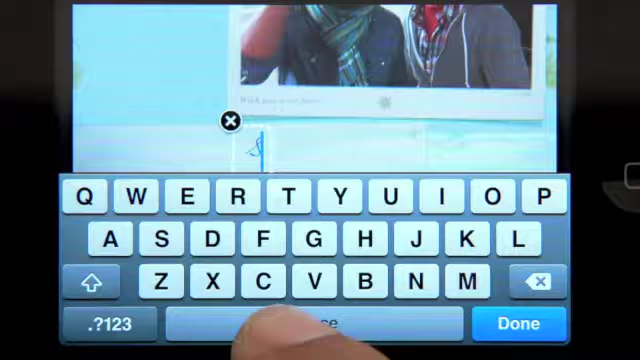 Q W E R T Y U I O P
A S D F G H J K L
Z X C V B N M
.?123 Done